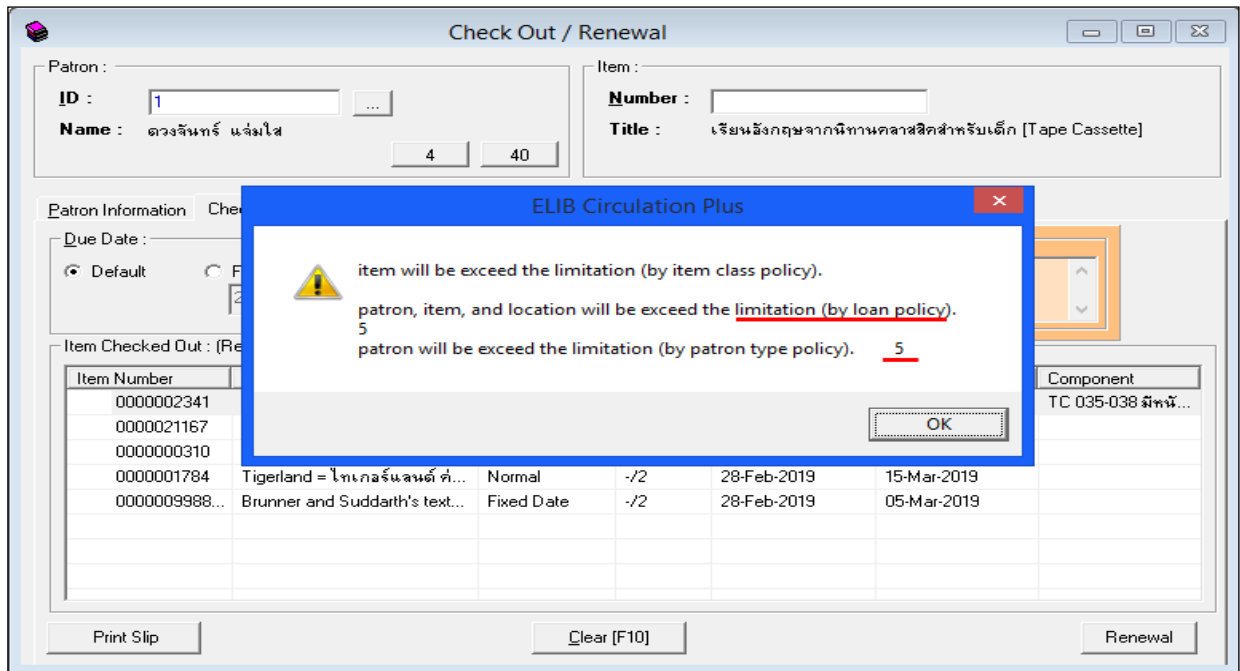 Check Out / Renewal
Patron :
ID : 1 ...
Name : ดวงจันทร์ แจ่มใส
4 40
Item :
Number :
Title : เรียนอังกฤษจากนิทานคลาสสิคสำหรับเด็ก [Tape Cassette]
Patron Information Che
Due Date :
Default F
2
ELIB Circulation Plus
item will be exceed the limitation (by item class policy).
patron, item, and location will be exceed the limitation (by loan policy).
5
patron will be exceed the limitation (by patron type policy). 5
OK
Item Checked Out : (Re
Item Number Component
0000002341 TC 035-038 มีหนั...
0000021167
0000000310
0000001784 Tigerland = ไทเกอร์แลนด์ ค่... Normal -/2 28-Feb-2019 15-Mar-2019
0000009988... Brunner and Suddarth's text... Fixed Date -/2 28-Feb-2019 05-Mar-2019
Print Slip Clear [F10] Renewal